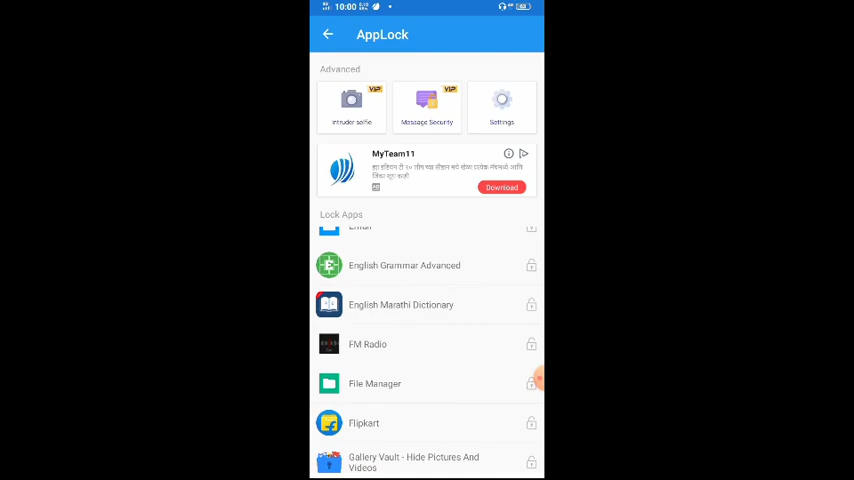 10:00
AppLock
Advanced
VIP
VIP
Intruder selfie
Message Security
Settings
MyTeam11
Download
Lock Apps
Email
English Grammar Advanced
English Marathi Dictionary
FM Radio
File Manager
Flipkart
Gallery Vault - Hide Pictures And
Videos